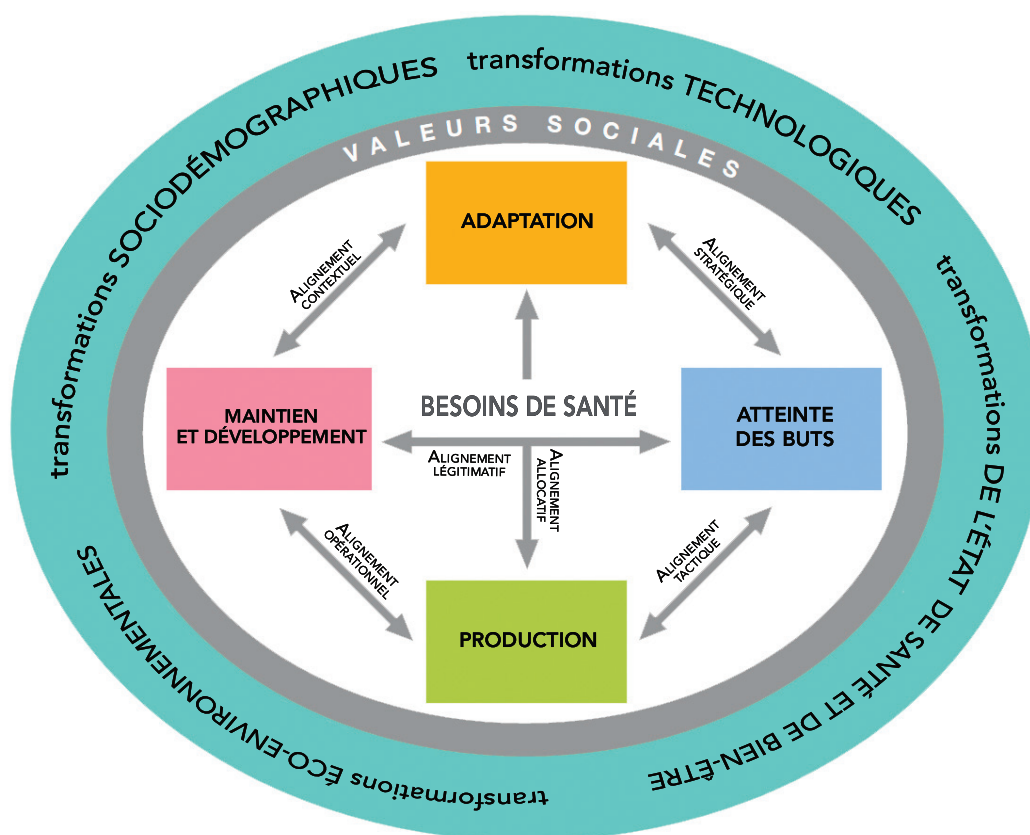 transformations SOCIODÉMOGRAPHIQUES
transformations TECHNOLOGIQUES
transformations DE L'ÉTAT DE SANTÉ ET DE BIEN-ÊTRE
transformations ÉCO-ENVIRONNEMENTALES
VALEURS SOCIALES
ADAPTATION
ALIGNEMENT
CONTEXTUEL
ALIGNEMENT
STRATÉGIQUE
MAINTIEN
ET DÉVELOPPEMENT
BESOINS DE SANTÉ
ATTEINTE
DES BUTS
ALIGNEMENT
LÉGITIMATIF
ALIGNEMENT
ALLOCATIF
ALIGNEMENT
OPÉRATIONNEL
ALIGNEMENT
TACTIQUE
PRODUCTION